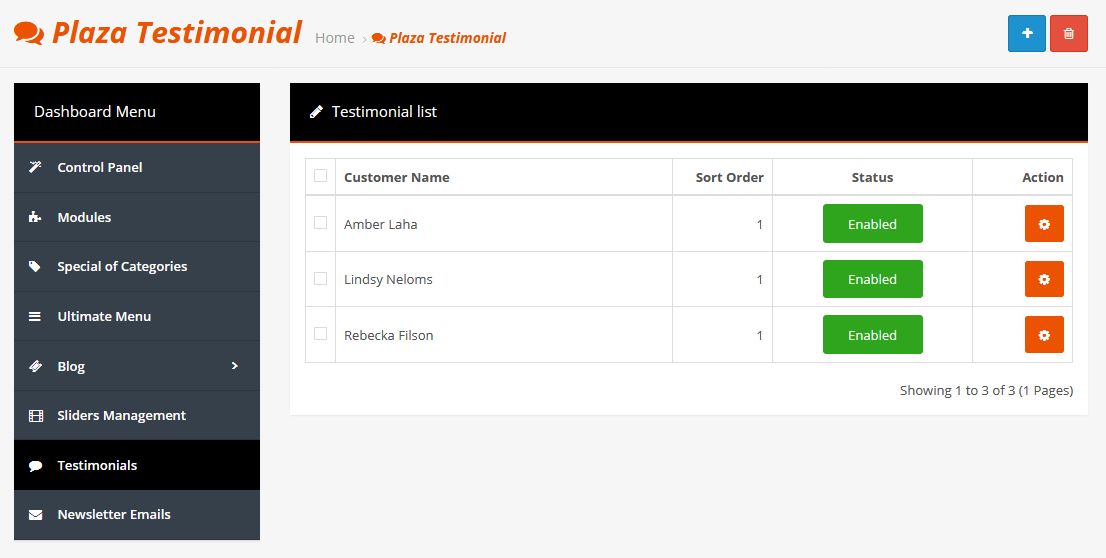 Plaza Testimonial Home › Plaza Testimonial
Dashboard Menu
Control Panel
Modules
Special of Categories
Ultimate Menu
Blog
Sliders Management
Testimonials
Newsletter Emails
Testimonial list
Customer Name Sort Order Status Action
Amber Laha 1 Enabled
Lindsy Neloms 1 Enabled
Rebecka Filson 1 Enabled
Showing 1 to 3 of 3 (1 Pages)